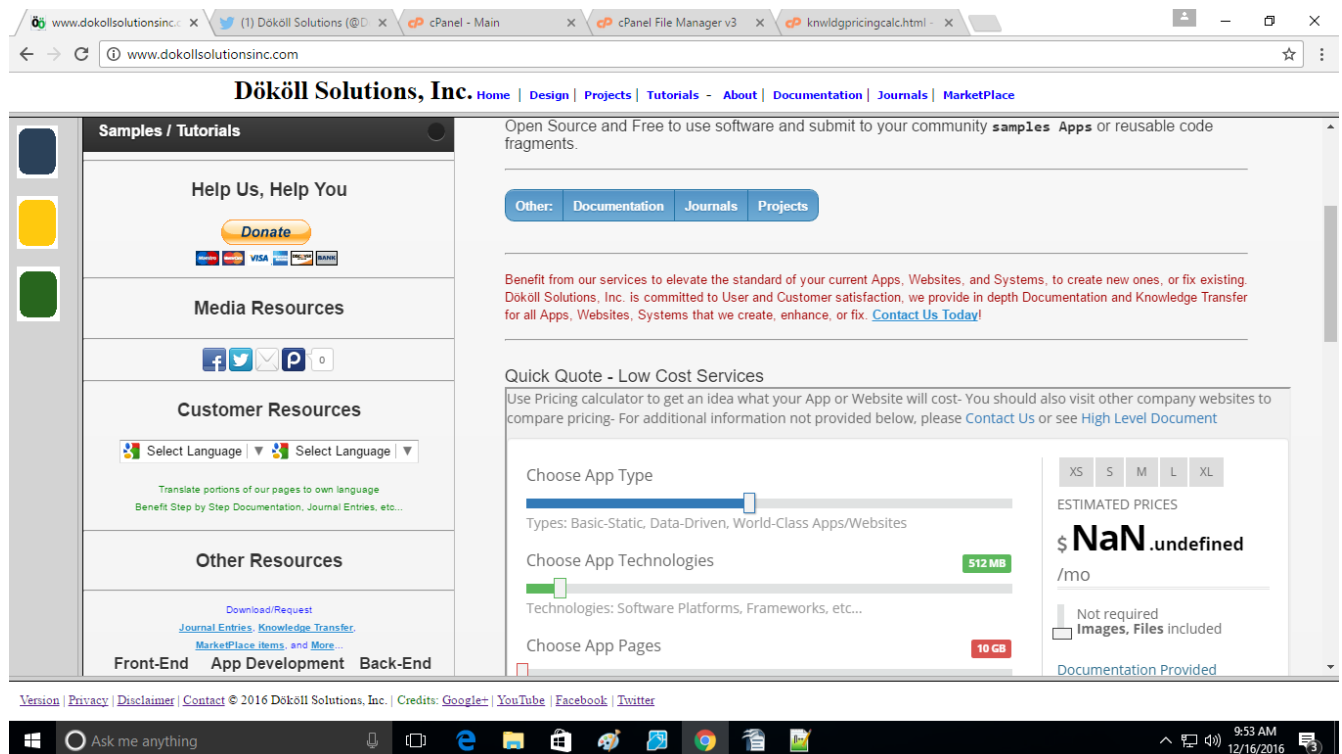 www.dokollsolutionsinc.c
(1) Dököll Solutions (@D
cPanel - Main
cPanel File Manager v3
knwldgpricingcalc.html -
www.dokollsolutionsinc.com
Dököll Solutions, Inc. Home | Design | Projects | Tutorials - About | Documentation | Journals | MarketPlace
Samples / Tutorials
Help Us, Help You
Donate
VISA
BANK
Media Resources
0
Customer Resources
Select Language ▼ Select Language ▼
Translate portions of our pages to own language
Benefit Step by Step Documentation, Journal Entries, etc...
Other Resources
Download/Request
Journal Entries, Knowledge Transfer,
MarketPlace items, and More...
Front-End App Development Back-End
Open Source and Free to use software and submit to your community samples Apps or reusable code
fragments.
Other: Documentation Journals Projects
Benefit from our services to elevate the standard of your current Apps, Websites, and Systems, to create new ones, or fix existing.
Dököll Solutions, Inc. is committed to User and Customer satisfaction, we provide in depth Documentation and Knowledge Transfer
for all Apps, Websites, Systems that we create, enhance, or fix. Contact Us Today!
Quick Quote - Low Cost Services
Use Pricing calculator to get an idea what your App or Website will cost- You should also visit other company websites to
compare pricing- For additional information not provided below, please Contact Us or see High Level Document
Choose App Type
Types: Basic-Static, Data-Driven, World-Class Apps/Websites
Choose App Technologies
512 MB
Technologies: Software Platforms, Frameworks, etc...
Choose App Pages
10 GB
XS S M L XL
ESTIMATED PRICES
$ NaN .undefined
/mo
Not required
Images, Files included
Documentation Provided
Version | Privacy | Disclaimer | Contact © 2016 Dököll Solutions, Inc. | Credits: Google+ | YouTube | Facebook | Twitter
Ask me anything
9:53 AM
12/16/2016
3